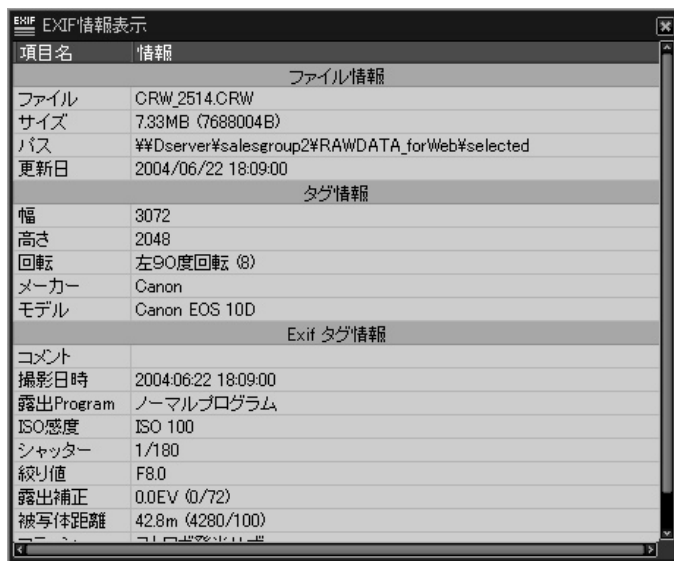 EXIF EXIF情報表示
項目名 情報
ファイル情報
ファイル CRW_2514.CRW
サイズ 7.33MB (7688004B)
パス ¥¥Dserver¥salesgroup2¥RAWDATA_forWeb¥selected
更新日 2004/06/22 18:09:00
タグ情報
幅 3072
高さ 2048
回転 左90度回転 (8)
メーカー Canon
モデル Canon EOS 10D
Exif タグ情報
コメント
撮影日時 2004:06:22 18:09:00
露出Program ノーマルプログラム
ISO感度 ISO 100
シャッター 1/180
絞り値 F8.0
露出補正 0.0EV (0/72)
被写体距離 42.8m (4280/100)